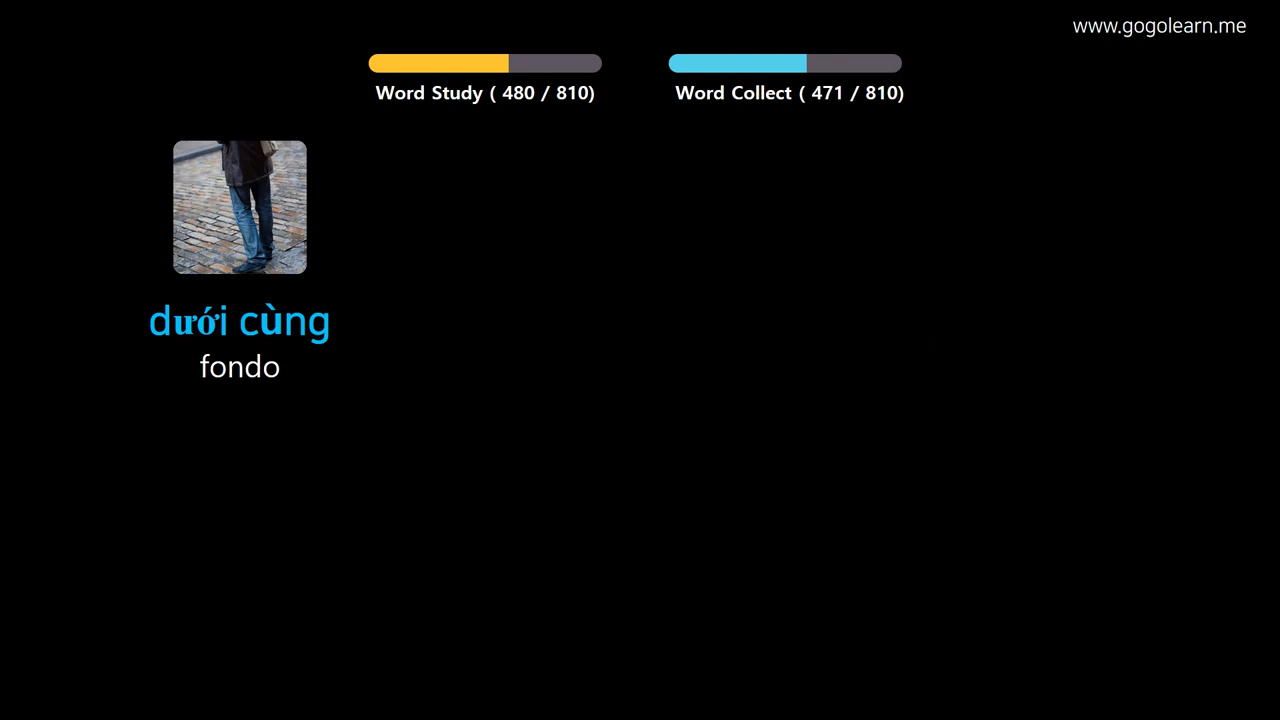 www.gogolearn.me
Word Study ( 480 / 810)
Word Collect ( 471 / 810)
dưới cùng
fondo